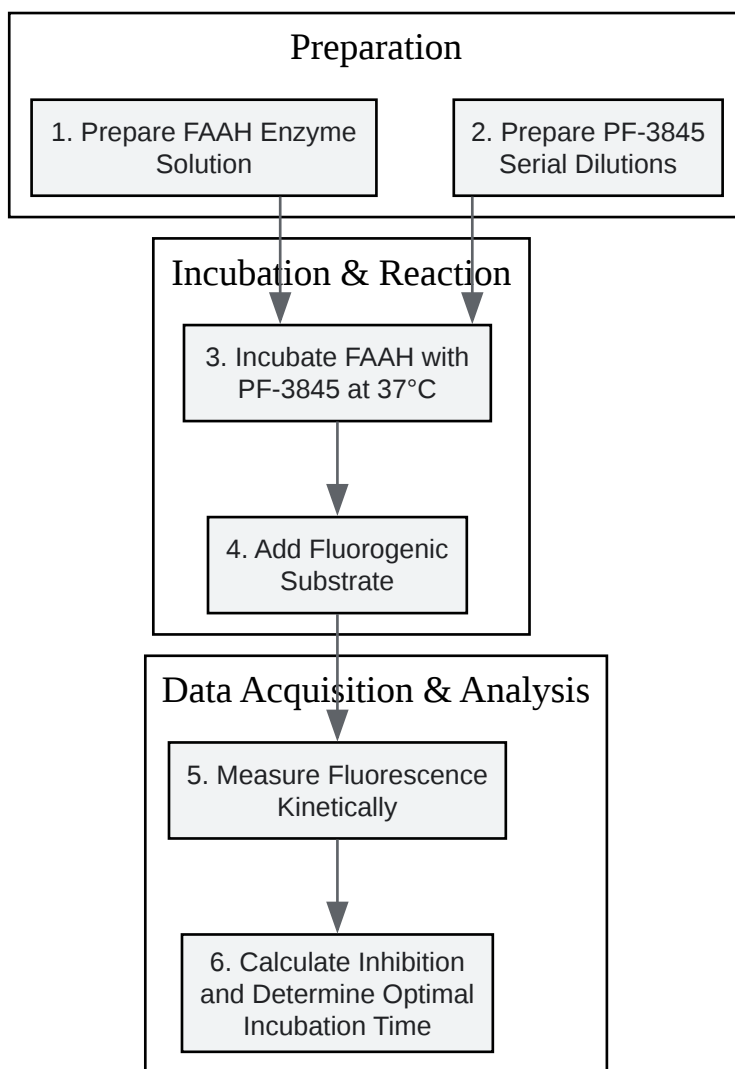 Preparation
1. Prepare FAAH Enzyme
Solution
2. Prepare PF-3845
Serial Dilutions
Incubation & Reaction
3. Incubate FAAH with
PF-3845 at 37°C
4. Add Fluorogenic
Substrate
Data Acquisition & Analysis
5. Measure Fluorescence
Kinetically
6. Calculate Inhibition
and Determine Optimal
Incubation Time